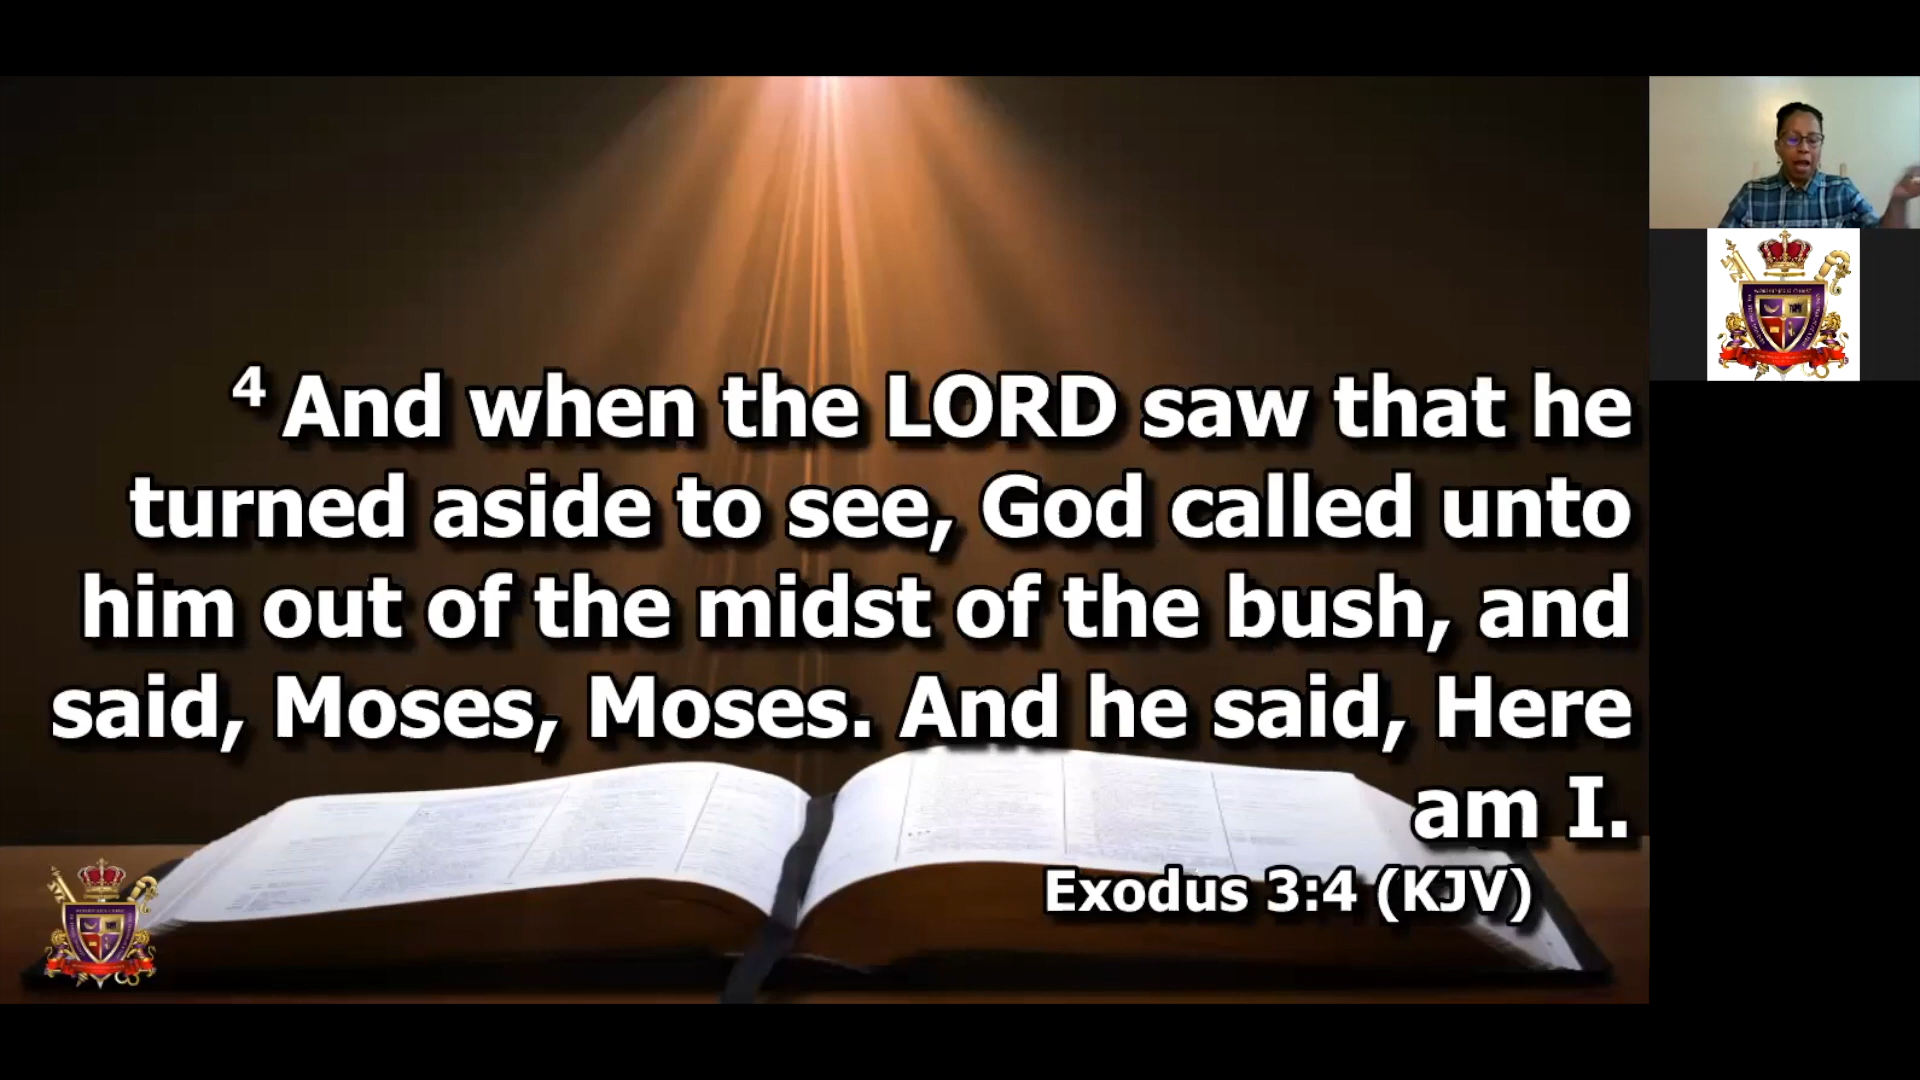 4 And when the LORD saw that he
turned aside to see, God called unto
him out of the midst of the bush, and
said, Moses, Moses. And he said, Here
am I.
Exodus 3:4 (KJV)